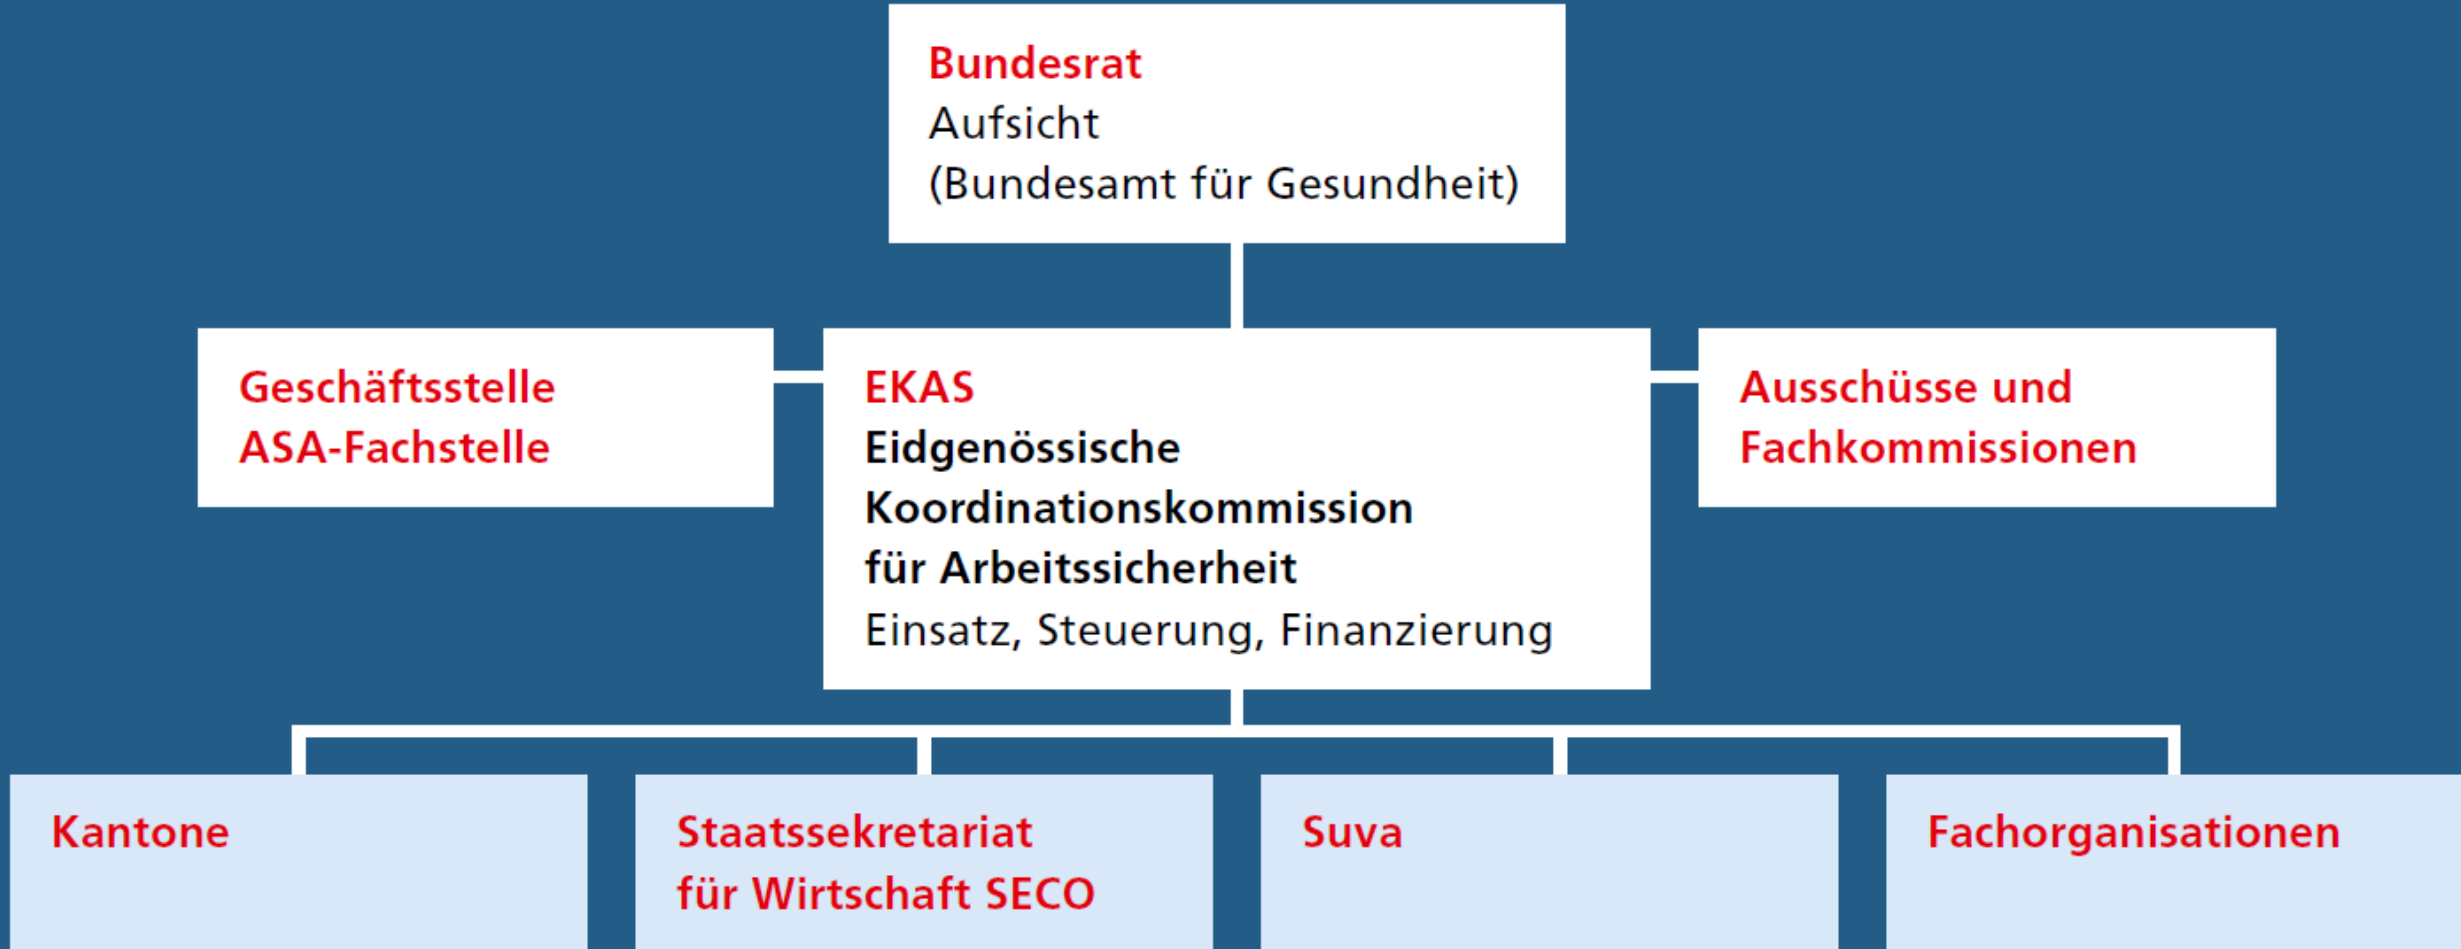 Bundesrat
Aufsicht
(Bundesamt für Gesundheit)
Geschäftsstelle
ASA-Fachstelle
EKAS
Eidgenössische
Koordinationskommission
für Arbeitssicherheit
Einsatz, Steuerung, Finanzierung
Ausschüsse und
Fachkommissionen
Kantone
Staatssekretariat
für Wirtschaft SECO
Suva
Fachorganisationen